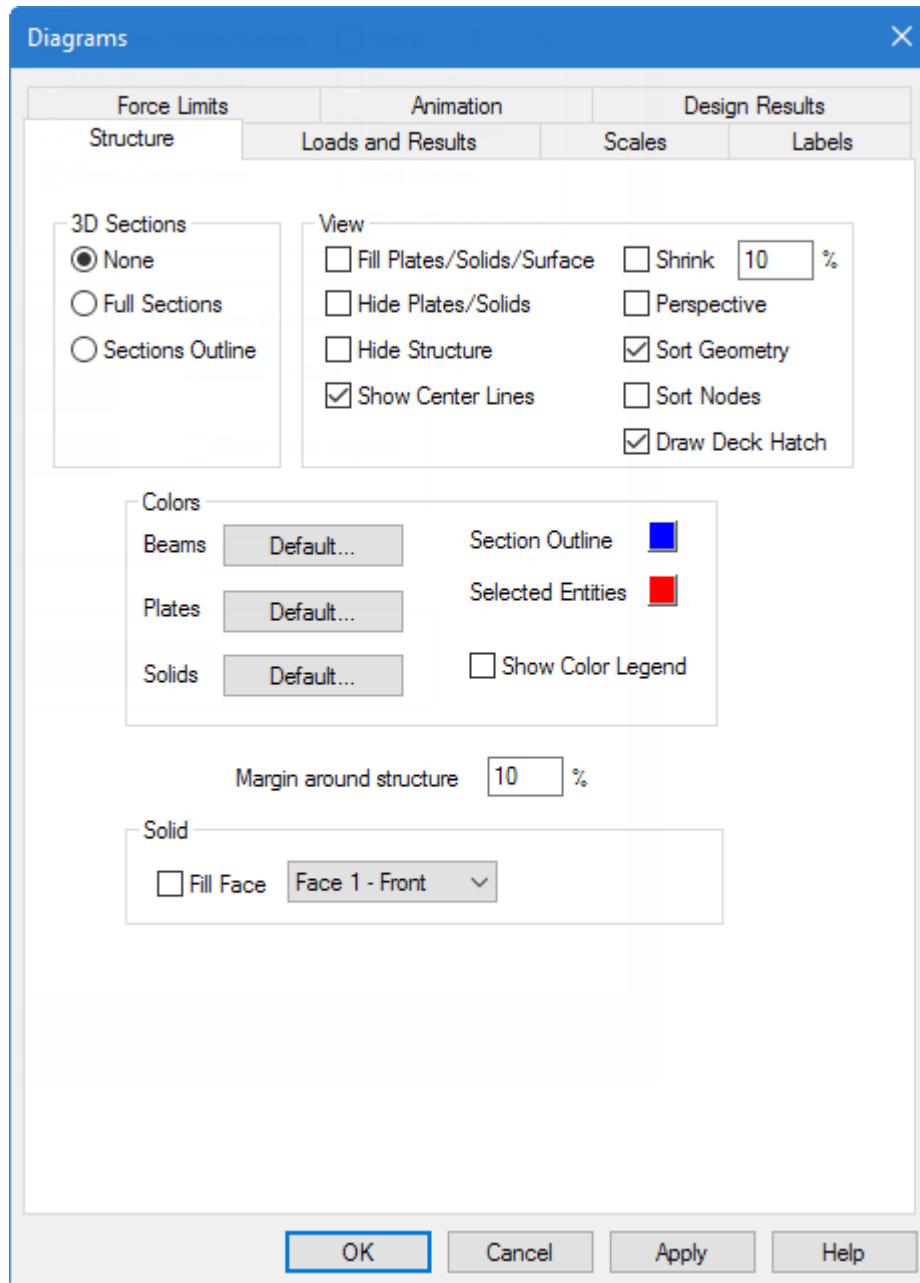 Diagrams
Force Limits Animation Design Results
Structure Loads and Results Scales Labels
3D Sections
None
Full Sections
Sections Outline
View
Fill Plates/Solids/Surface
Hide Plates/Solids
Hide Structure
Show Center Lines
Shrink 10 %
Perspective
Sort Geometry
Sort Nodes
Draw Deck Hatch
Colors
Beams Default...
Plates Default...
Solids Default...
Section Outline
Selected Entities
Show Color Legend
Margin around structure 10 %
Solid
Fill Face Face 1 - Front
OK Cancel Apply Help